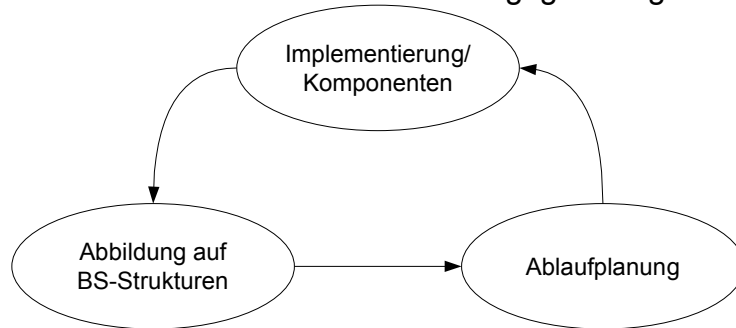 Implementierung/
Komponenten
Abbildung auf
BS-Strukturen
Ablaufplanung